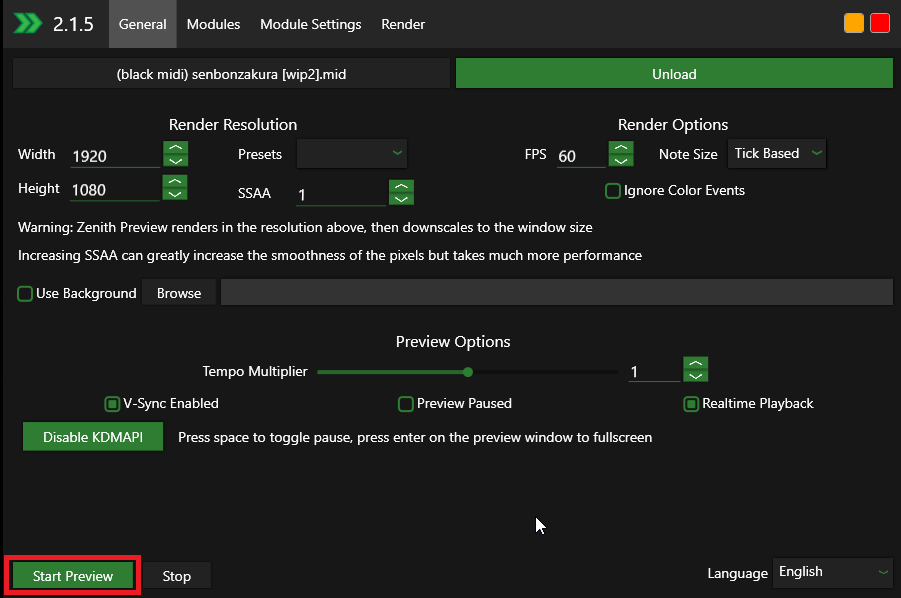 2.1.5 General Modules Module Settings Render
(black midi) senbonzakura [wip2].mid Unload
Render Resolution Render Options
Width 1920 Presets FPS 60 Note Size Tick Based
Height 1080 SSAA 1 Ignore Color Events
Warning: Zenith Preview renders in the resolution above, then downscales to the window size
Increasing SSAA can greatly increase the smoothness of the pixels but takes much more performance
Use Background Browse
Preview Options
Tempo Multiplier 1
V-Sync Enabled Preview Paused Realtime Playback
Disable KDMAPI Press space to toggle pause, press enter on the preview window to fullscreen
Start Preview Stop Language English